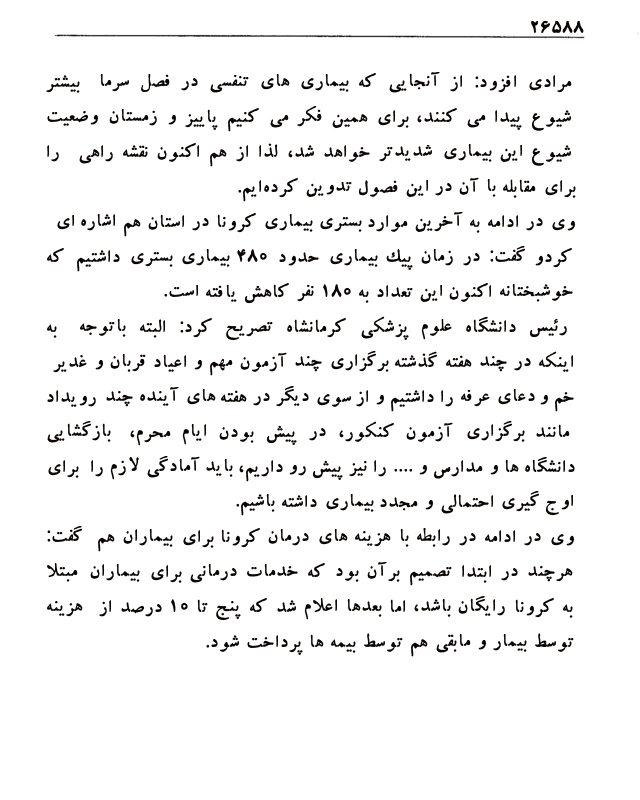 ۲۶۵۸۸
مرادی افزود: از آنجایی که بیماری های تنفسی در فصل سرما بیشتر
شیوع پیدا می کنند، برای همین فکر می کنیم پاییز و زمستان وضعیت
شیوع این بیماری شدیدتر خواهد شد، لذا از هم اکنون نقشه راهی را
برای مقابله با آن در این فصول تدوین کرده‌ایم.
وی در ادامه به آخرین موارد بستری بیماری کرونا در استان هم اشاره ای
کردو گفت: در زمان پیك بیماری حدود ۴۸۰ بیماری بستری داشتیم که
خوشبختانه اکنون این تعداد به ۱۸۰ نفر کاهش یافته است.
رئیس دانشگاه علوم پزشکی کرمانشاه تصریح کرد: البته باتوجه به
اینکه در چند هفته گذشته برگزاری چند آزمون مهم و اعیاد قربان و غدیر
خم و دعای عرفه را داشتیم و از سوی دیگر در هفته های آینده چند رویداد
مانند برگزاری آزمون کنکور، در پیش بودن ایام محرم، بازگشایی
دانشگاه ها و مدارس و .... را نیز پیش رو داریم، باید آمادگی لازم را برای
اوج گیری احتمالی و مجدد بیماری داشته باشیم.
وی در ادامه در رابطه با هزینه های درمان کرونا برای بیماران هم گفت:
هرچند در ابتدا تصمیم برآن بود که خدمات درمانی برای بیماران مبتلا
به کرونا رایگان باشد، اما بعدها اعلام شد که پنج تا ۱۰ درصد از هزینه
توسط بیمار و مابقی هم توسط بیمه ها پرداخت شود.